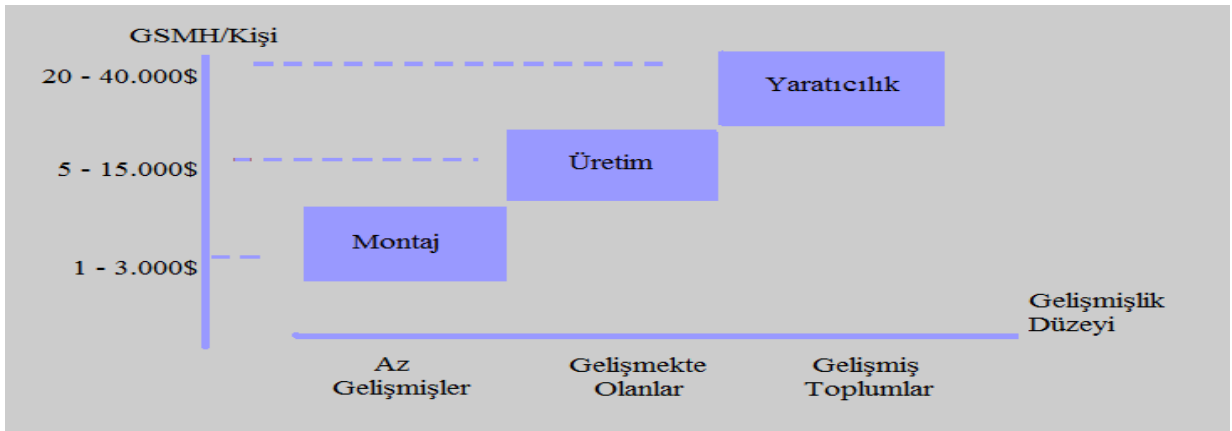 GSMH/Kişi
20 - 40.000$
Yaratıcılık
5 - 15.000$
Üretim
Montaj
1 - 3.000$
Gelişmişlik
Düzeyi
Az
Gelişmişler
Gelişmekte
Olanlar
Gelişmiş
Toplumlar